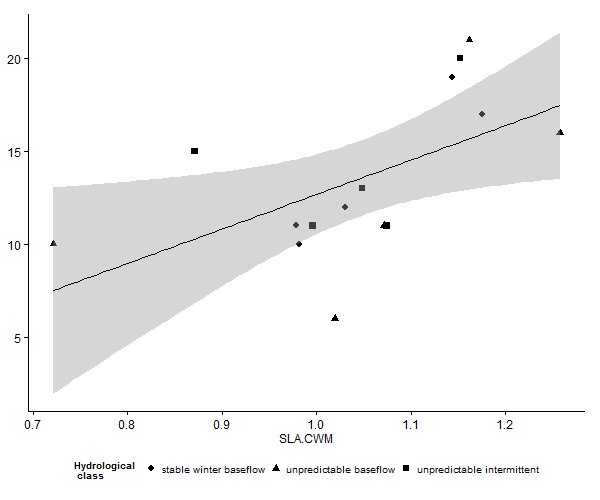 20
15
10
5
0.7 0.8 0.9 1.0 1.1 1.2
SLA.CWM
Hydrological
class
stable winter baseflow unpredictable baseflow unpredictable intermittent